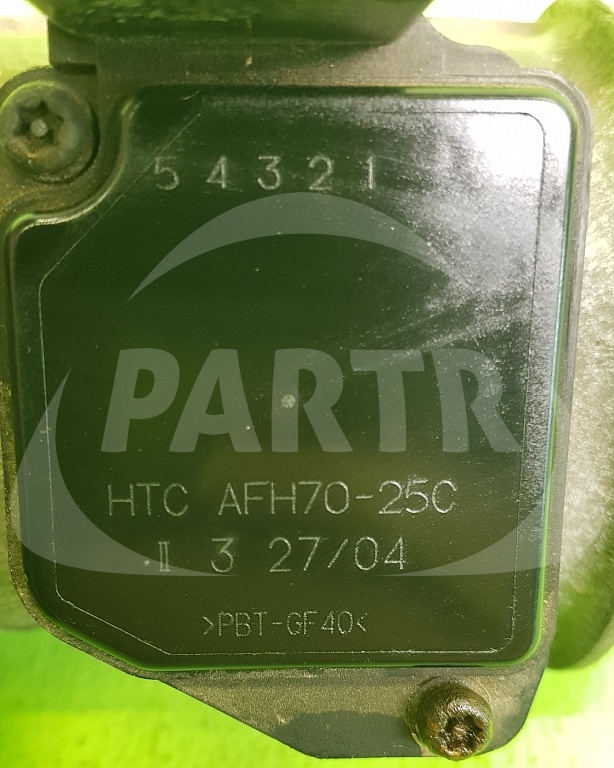 54321
PARTR
HTC AFH70-25C
.II 3 27/04
>PBT-GF40<